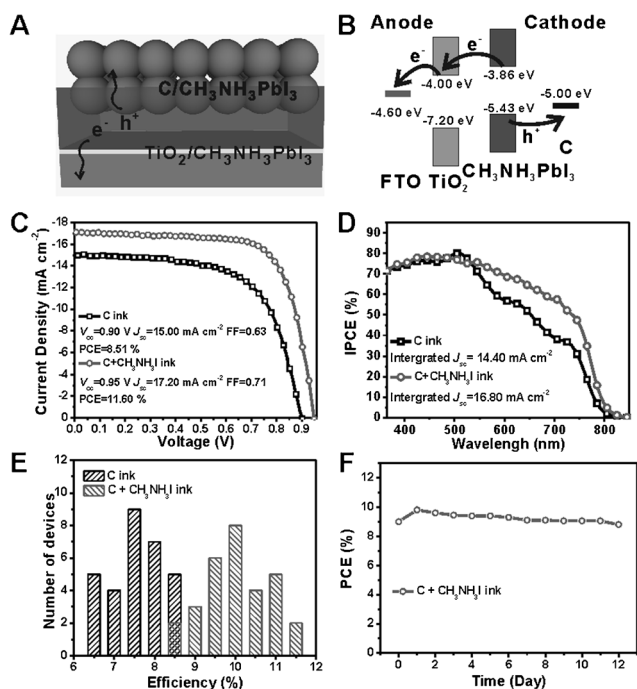 A
C/CH3NH3PbI3
h+
e-
TiO2/CH3NH3PbI3
B
Anode Cathode
e- e-
-4.00 eV -3.86 eV
-4.60 eV -5.00 eV
-5.43 eV
-7.20 eV h+ C
FTO TiO2 CH3NH3PbI3
C
Current Density (mA cm-2)
-18
-16
-14
-12
-10
-8
-6
-4
-2
0
C ink
Voc=0.90 V Jsc=15.00 mA cm-2 FF=0.63
PCE=8.51 %
C+CH3NH3I ink
Voc=0.95 V Jsc=17.20 mA cm-2 FF=0.71
PCE=11.60 %
0.0 0.1 0.2 0.3 0.4 0.5 0.6 0.7 0.8 0.9
Voltage (V)
D
IPCE (%)
100
90
80
70
60
50
40
30
20
10
0
C ink
Intergrated Jsc = 14.40 mA cm-2
C+CH3NH3I ink
Intergrated Jsc = 16.80 mA cm-2
400 500 600 700 800
Wavelengh (nm)
E
Number of devices
12
10
8
6
4
2
0
C ink
C + CH3NH3I ink
6 7 8 9 10 11 12
Efficiency (%)
F
PCE (%)
12
10
8
6
4
2
0
C + CH3NH3I ink
0 2 4 6 8 10 12
Time (Day)